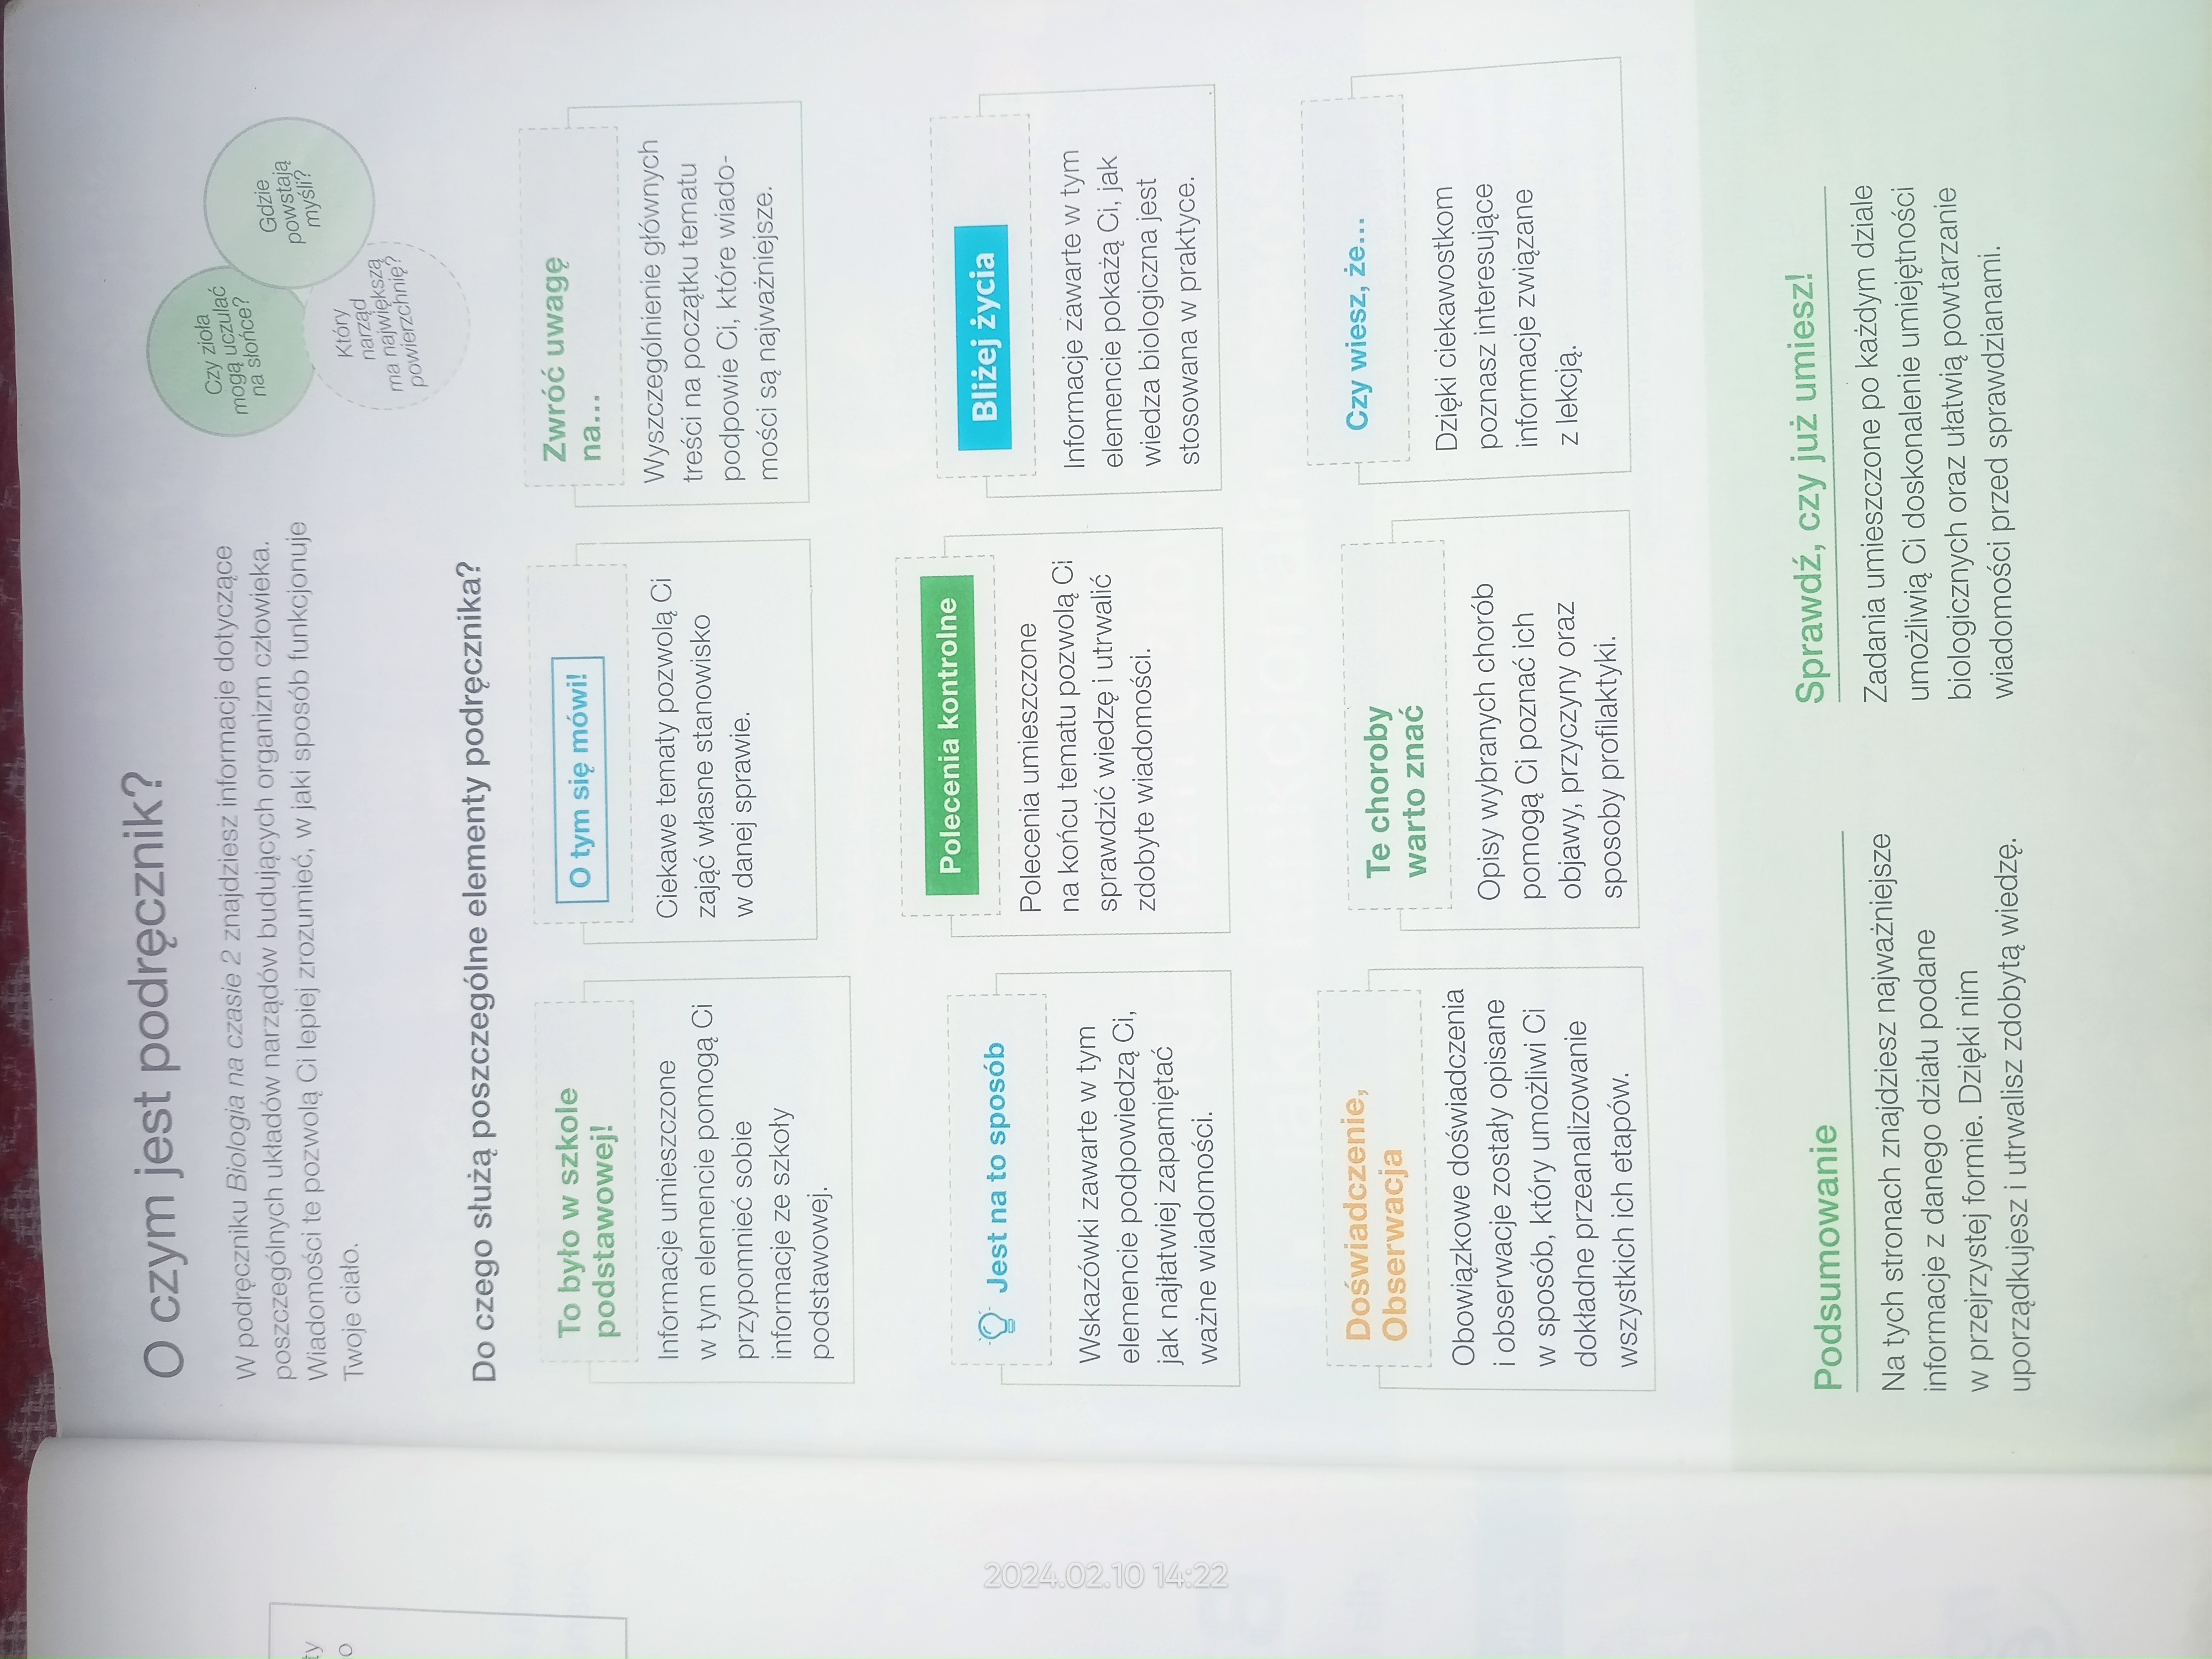 O czym jest podręcznik?
W podręczniku Biologia na czasie 2 znajdziesz informacje dotyczące
poszczególnych układów narządów budujących organizm człowieka.
Wiadomości te pozwolą Ci lepiej zrozumieć, w jaki sposób funkcjonuje
Twoje ciało.
Czy zioła
mogą uczulać
na słońce?
Gdzie
powstają
myśli?
Który
narząd
ma największą
powierzchnię?
Do czego służą poszczególne elementy podręcznika?
To było w szkole
podstawowej!
Informacje umieszczone
w tym elemencie pomogą Ci
przypomnieć sobie
informacje ze szkoły
podstawowej.
O tym się mówi!
Ciekawe tematy pozwolą Ci
zająć własne stanowisko
w danej sprawie.
Zwróć uwagę
na...
Wyszczególnienie głównych
treści na początku tematu
podpowie Ci, które wiado-
mości są najważniejsze.
Jest na to sposób
Wskazówki zawarte w tym
elemencie podpowiedzą Ci,
jak najłatwiej zapamiętać
ważne wiadomości.
Polecenia kontrolne
Polecenia umieszczone
na końcu tematu pozwolą Ci
sprawdzić wiedzę i utrwalić
zdobyte wiadomości.
Bliżej życia
Informacje zawarte w tym
elemencie pokażą Ci, jak
wiedza biologiczna jest
stosowana w praktyce.
Doświadczenie,
Obserwacja
Obowiązkowe doświadczenia
i obserwacje zostały opisane
w sposób, który umożliwi Ci
dokładne przeanalizowanie
wszystkich ich etapów.
Te choroby
warto znać
Opisy wybranych chorób
pomogą Ci poznać ich
objawy, przyczyny oraz
sposoby profilaktyki.
Czy wiesz, że...
Dzięki ciekawostkom
poznasz interesujące
informacje związane
z lekcją.
Podsumowanie
Na tych stronach znajdziesz najważniejsze
informacje z danego działu podane
w przejrzystej formie. Dzięki nim
uporządkujesz i utrwalisz zdobytą wiedzę.
Sprawdź, czy już umiesz!
Zadania umieszczone po każdym dziale
umożliwią Ci doskonalenie umiejętności
biologicznych oraz ułatwią powtarzanie
wiadomości przed sprawdzianami.
2024.02.10 14:22